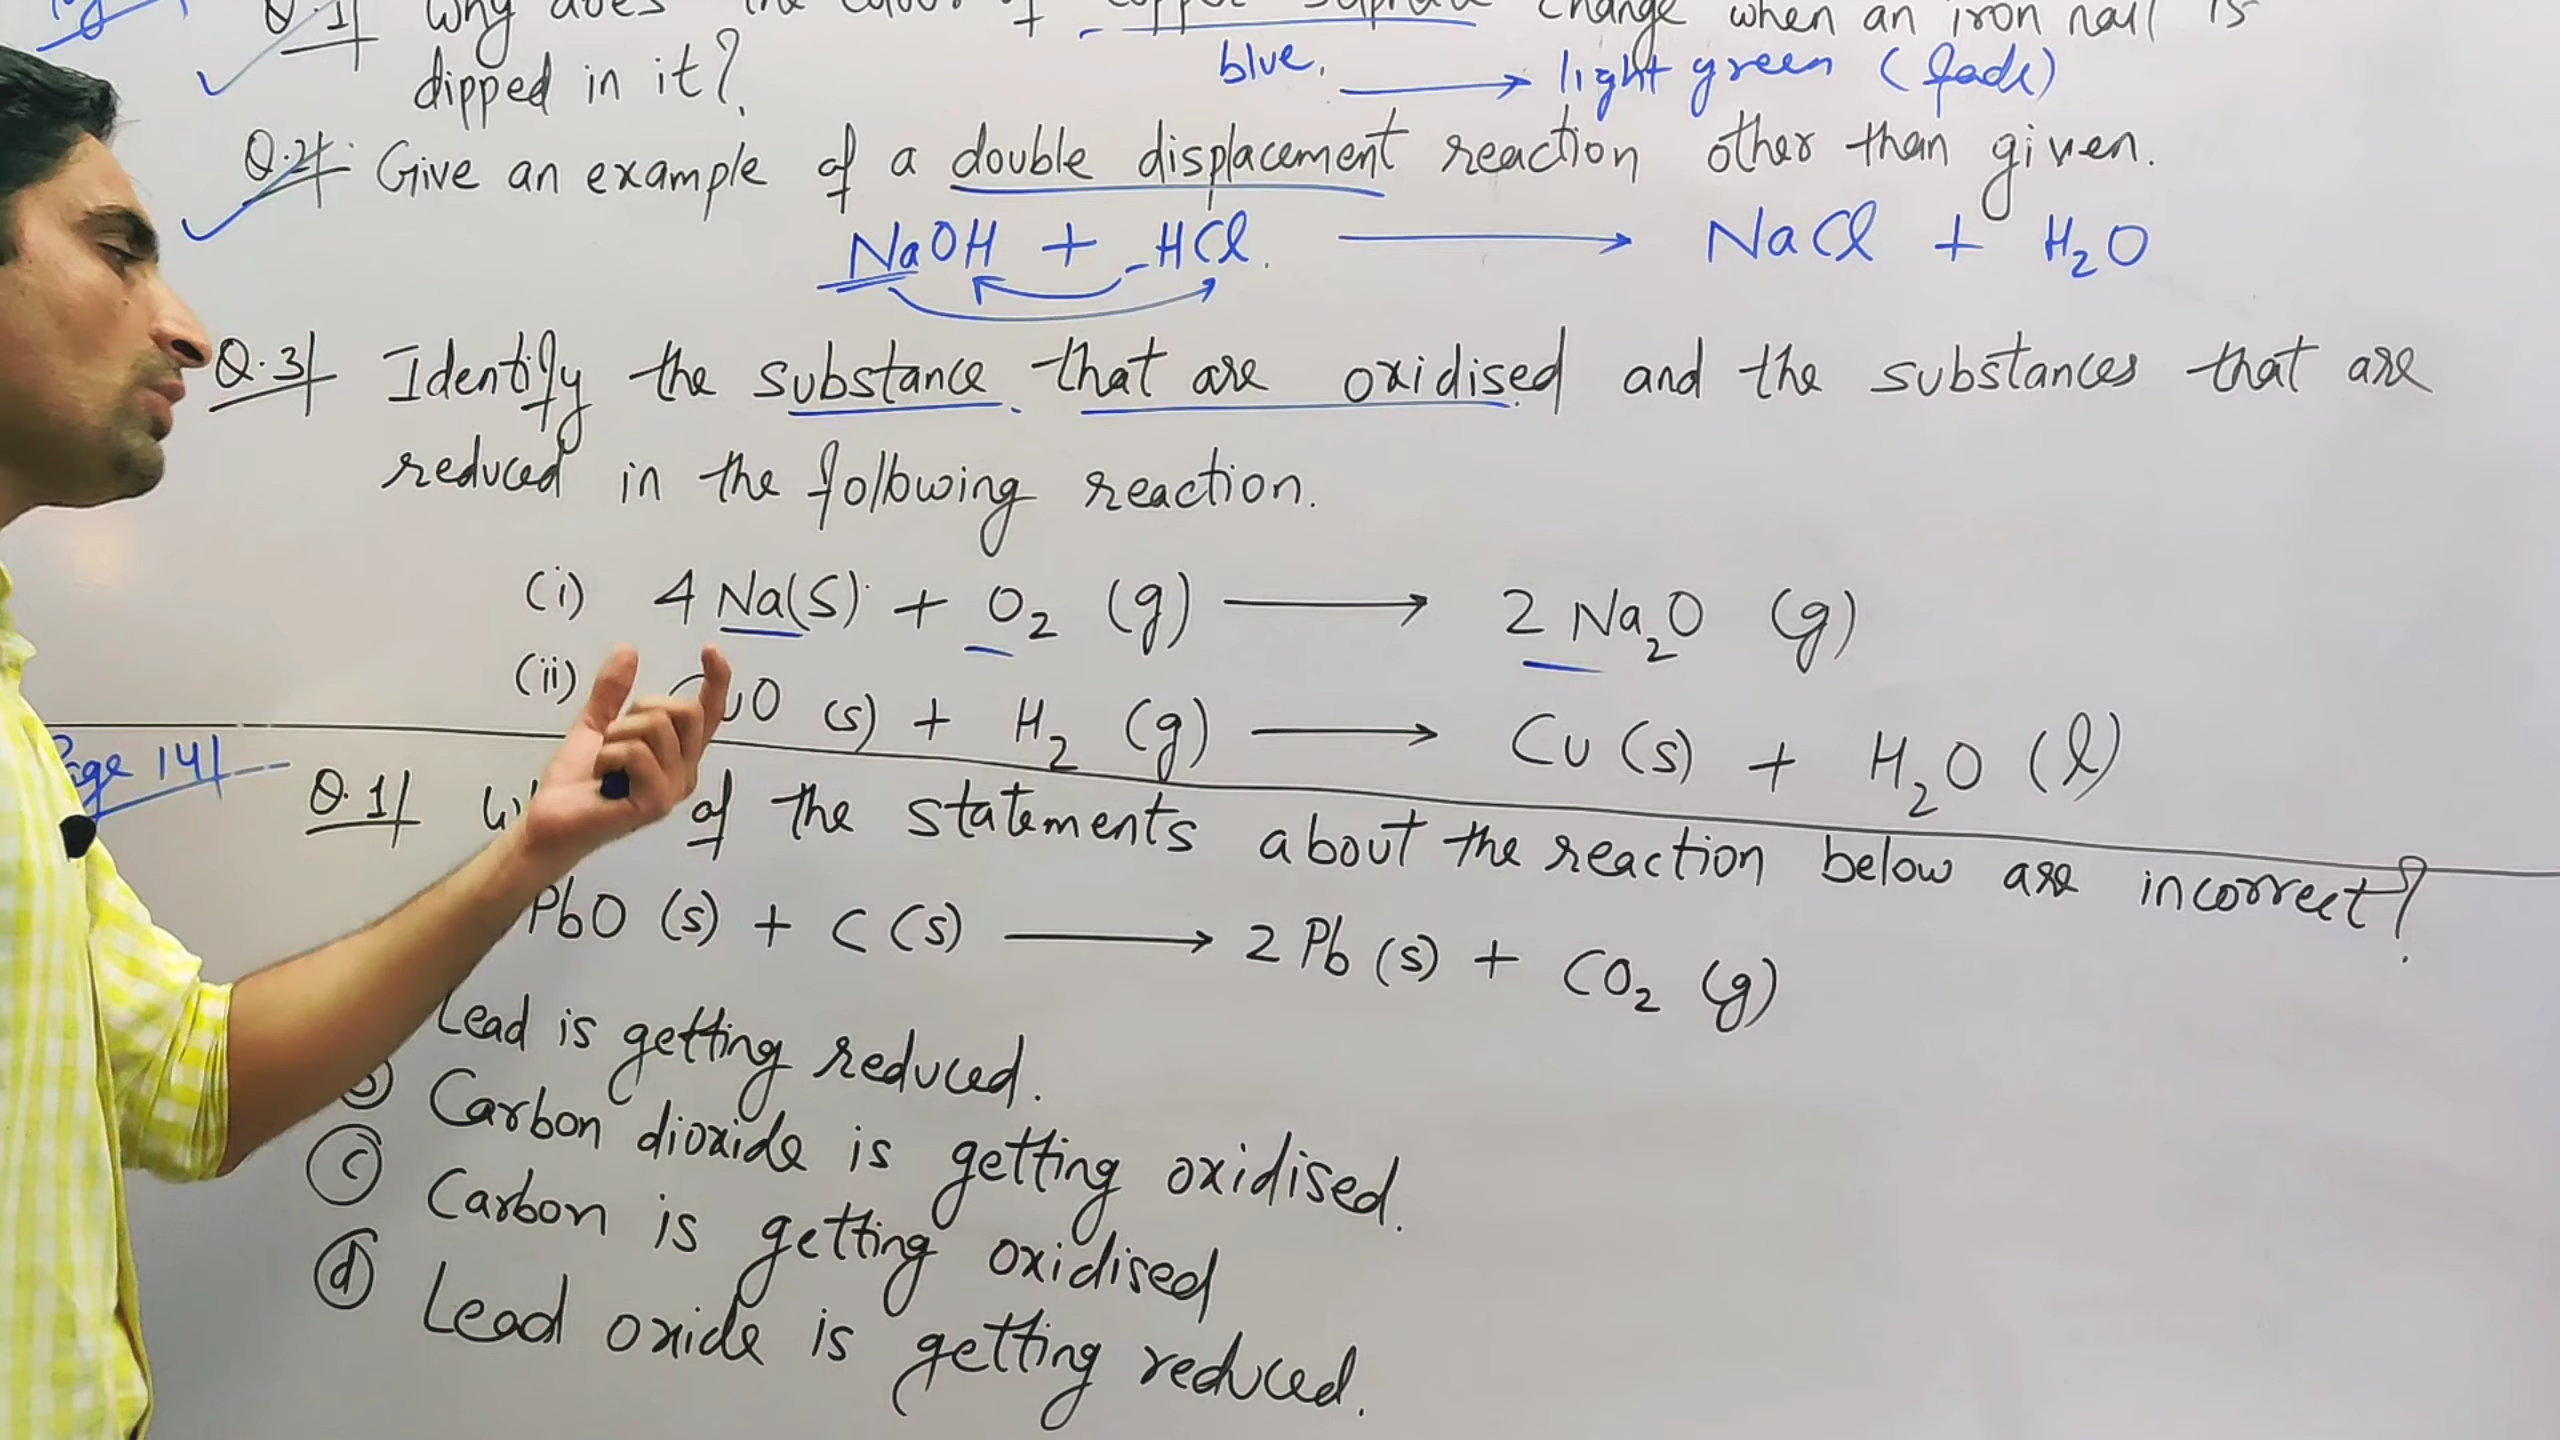 Q.1 Why does the colour of copper sulphate change when an iron nail is
dipped in it?
blue. → light green (fade)
Q.2 Give an example of a double displacement reaction other than given.
NaOH + HCl. → NaCl + H₂O
Q.3 Identify the substance that are oxidised and the substances that are
reduced in the following reaction.
(i) 4 Na(s) + O₂ (g) → 2 Na₂O (g)
(ii) CuO (s) + H₂ (g) → Cu (s) + H₂O (l)
Page 14
Q.1 of the statements about the reaction below are incorrect?
PbO (s) + C (s) → 2 Pb (s) + CO₂ (g)
Lead is getting reduced.
Carbon dioxide is getting oxidised.
(c) Carbon is getting oxidised
(d) Lead oxide is getting reduced.